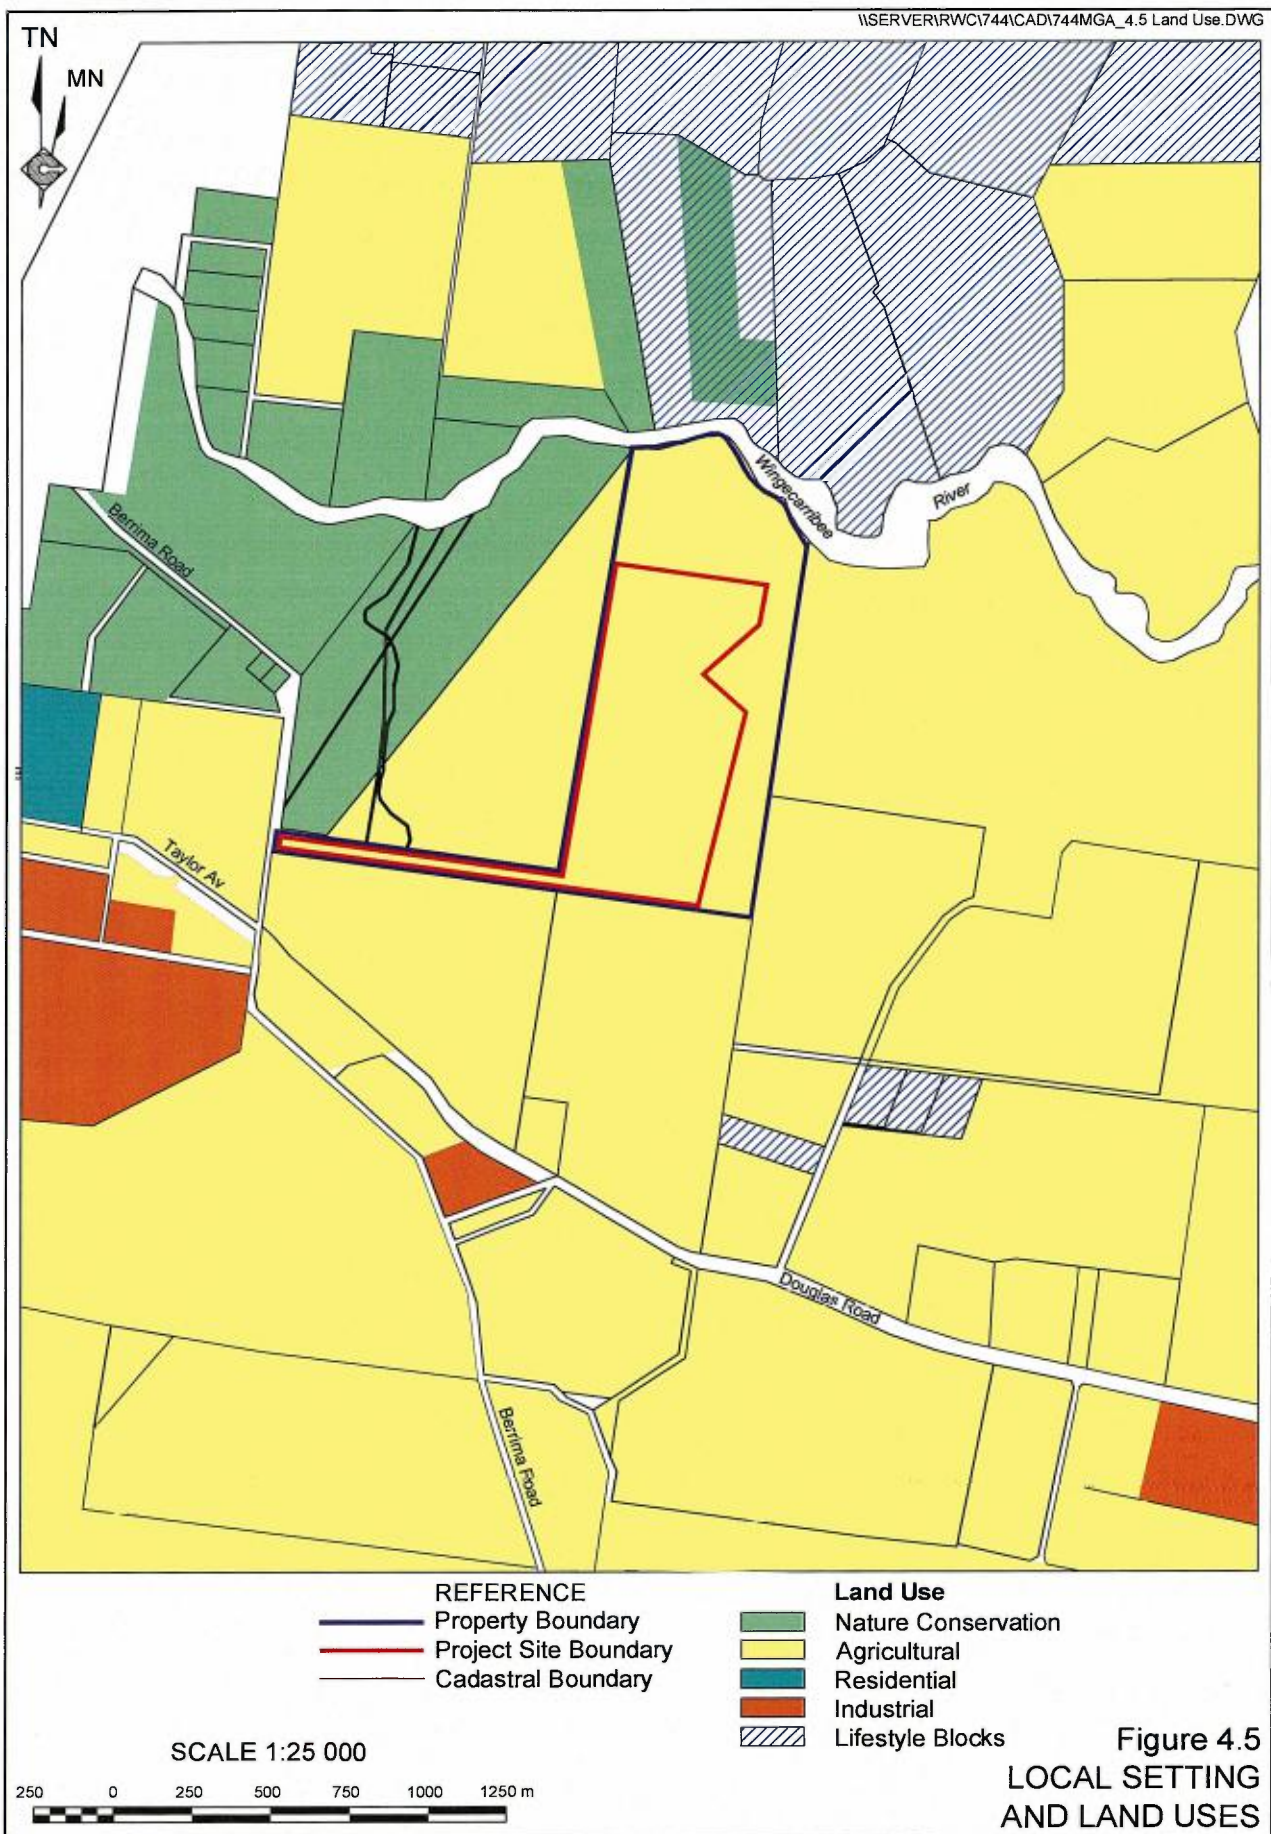 \\SERVER\RWC\744\CAD\744MGA_4.5 Land Use.DWG
TN
MN
Berrima Road
Wingecarribee
River
Taylor Av
Douglas Road
Berrima Road
REFERENCE
Property Boundary
Project Site Boundary
Cadastral Boundary
Land Use
Nature Conservation
Agricultural
Residential
Industrial
Lifestyle Blocks
SCALE 1:25 000
250 0 250 500 750 1000 1250 m
Figure 4.5
LOCAL SETTING
AND LAND USES